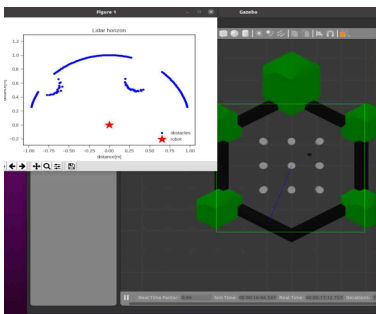 Figure 1
Gazebo
Lidar horizon
1.2
1.0
0.8
0.6
0.4
0.2
0.0
-0.2
distance[m]
-1.00 -0.75 -0.50 -0.25 0.00 0.25 0.50 0.75 1.00
distance[m]
obstacles
robot
Real Time Factor:
Sim Time:
Real Time:
Iterations: